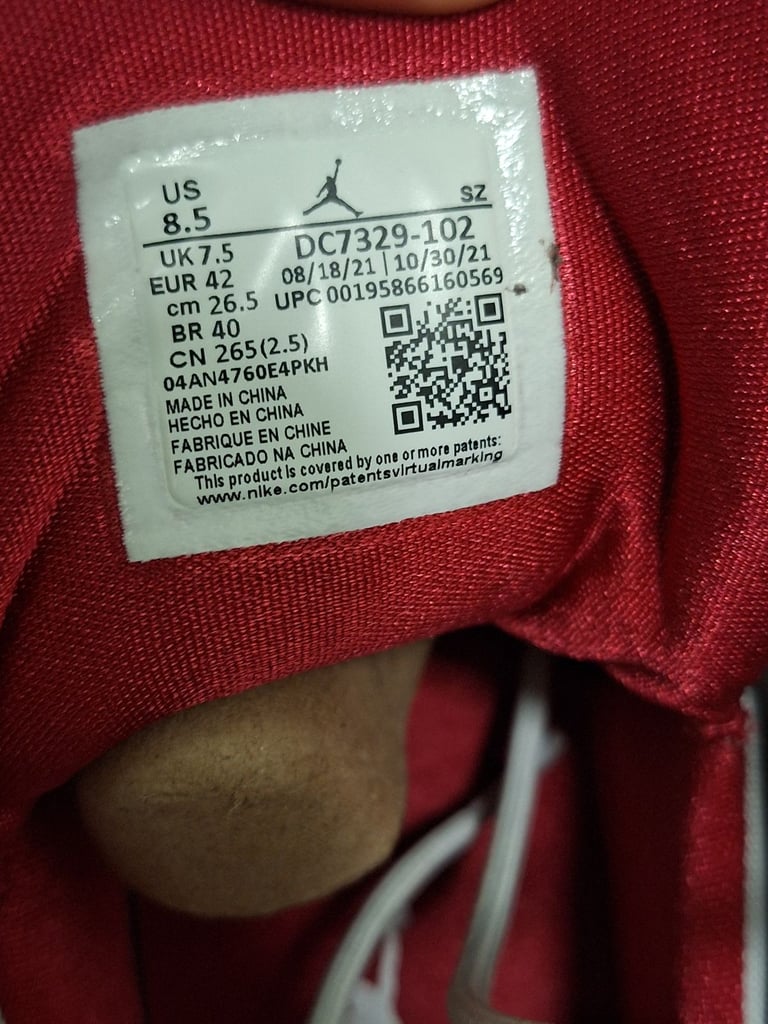 US
8.5 SZ
UK 7.5 DC7329-102
EUR 42 08/18/21 | 10/30/21
cm 26.5 UPC 00195866160569
BR 40
CN 265(2.5)
04AN4760E4PKH
MADE IN CHINA
HECHO EN CHINA
FABRIQUE EN CHINE
FABRICADO NA CHINA
This product is covered by one or more patents:
www.nike.com/patentsvirtualmarking